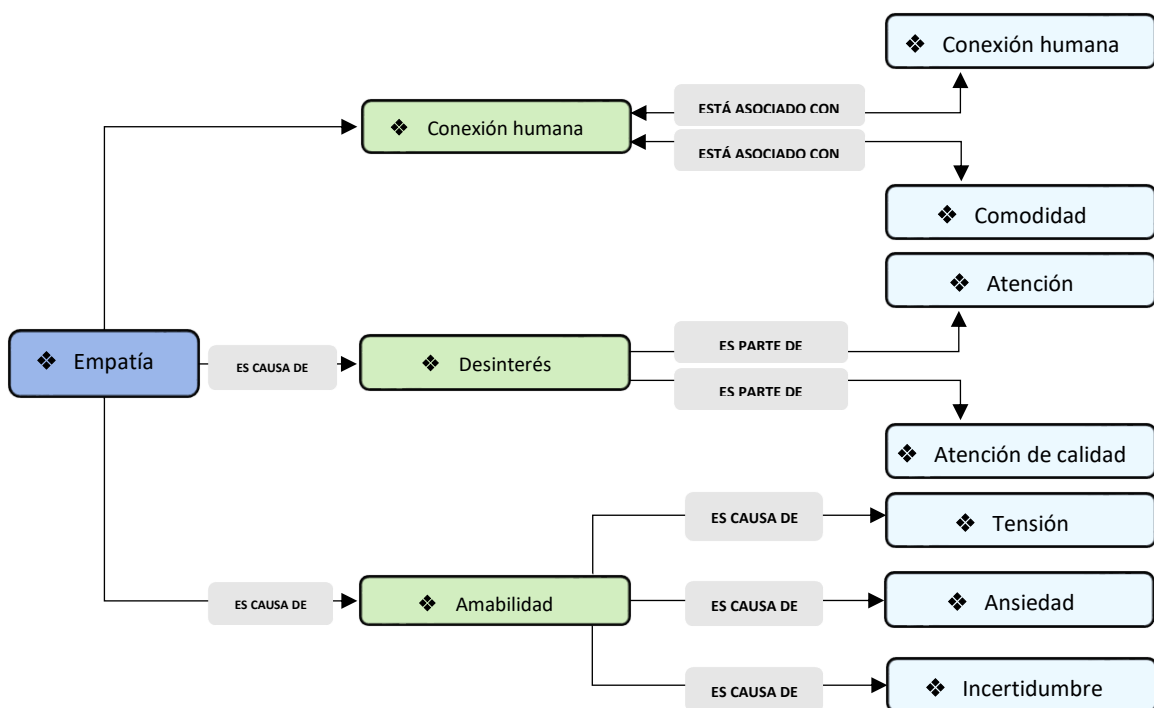 ❖ Conexión humana
ESTÁ ASOCIADO CON
❖ Conexión humana
ESTÁ ASOCIADO CON
❖ Comodidad
❖ Atención
❖ Empatía
ES CAUSA DE
❖ Desinterés
ES PARTE DE
ES PARTE DE
❖ Atención de calidad
ES CAUSA DE
❖ Tensión
ES CAUSA DE
❖ Amabilidad
ES CAUSA DE
❖ Ansiedad
ES CAUSA DE
❖ Incertidumbre